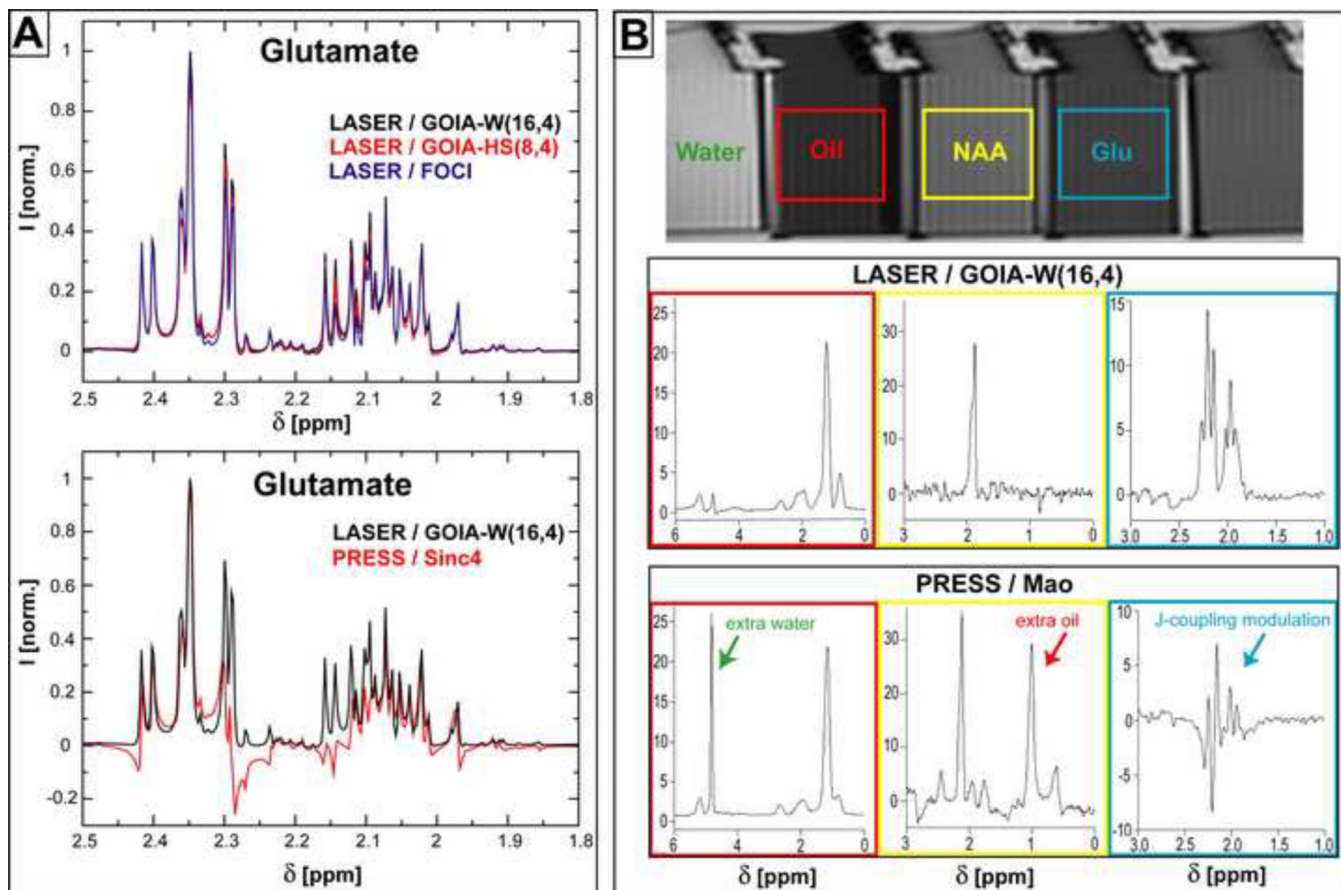 A
Glutamate
LASER / GOIA-W(16,4)
LASER / GOIA-HS(8,4)
LASER / FOCI
I [norm.]
1
0.8
0.6
0.4
0.2
0
2.5 2.4 2.3 2.2 2.1 2 1.9 1.8
δ [ppm]
Glutamate
LASER / GOIA-W(16,4)
PRESS / Sinc4
I [norm.]
1
0.8
0.6
0.4
0.2
0
-0.2
2.5 2.4 2.3 2.2 2.1 2 1.9 1.8
δ [ppm]
B
Water Oil NAA Glu
LASER / GOIA-W(16,4)
25
20
15
10
5
0
6 4 2 0
30
20
10
0
3 2 1 0
15
10
5
0
3.0 2.5 2.0 1.5 1.0
PRESS / Mao
extra water
25
20
15
10
5
0
6 4 2 0
extra oil
30
20
10
0
3 2 1 0
J-coupling modulation
10
5
0
-5
-10
3.0 2.5 2.0 1.5 1.0
δ [ppm] δ [ppm] δ [ppm]